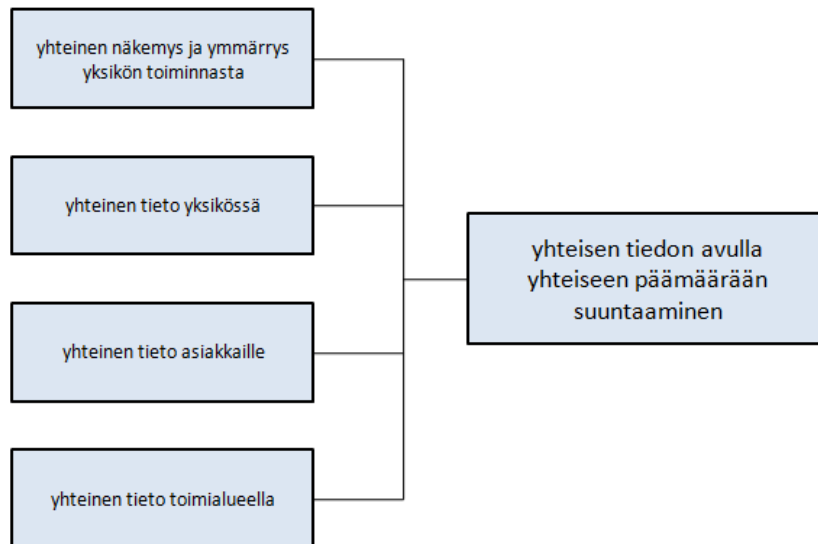 yhteinen näkemys ja ymmärrys
yksikön toiminnasta
yhteinen tieto yksikössä
yhteinen tieto asiakkaille
yhteinen tieto toimialueella
yhteisen tiedon avulla
yhteiseen päämäärään
suuntaaminen